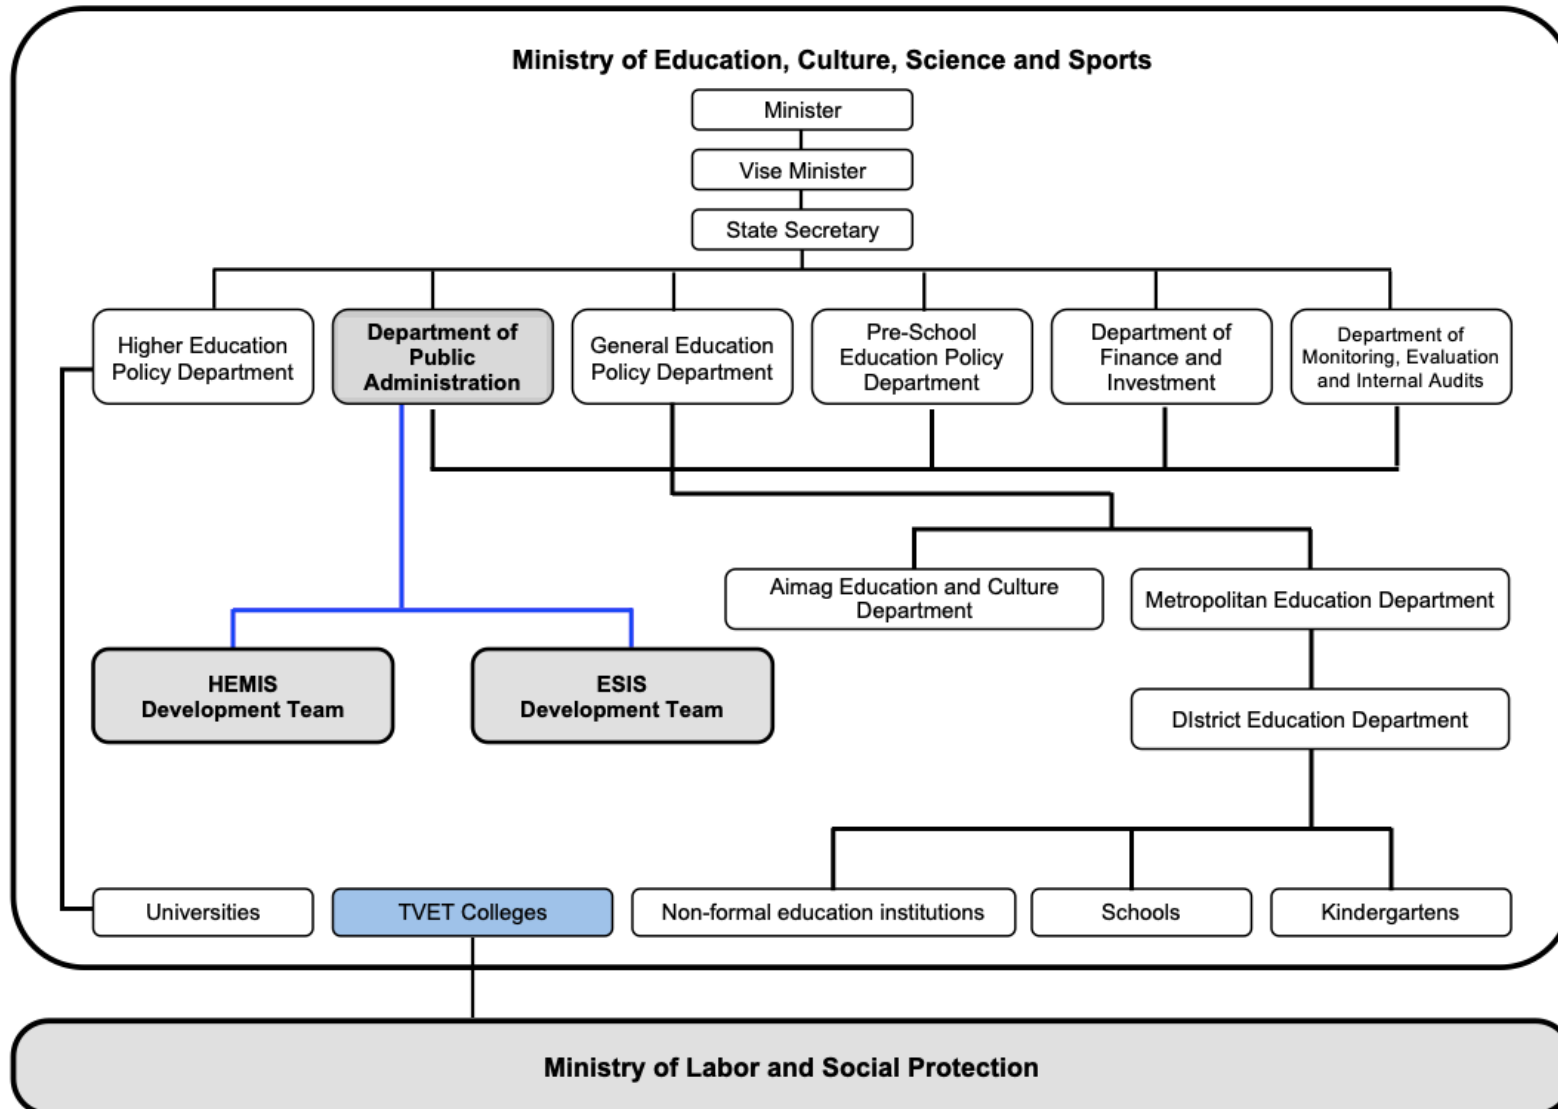 Ministry of Education, Culture, Science and Sports
Minister
Vise Minister
State Secretary
Higher Education
Policy Department
Department of
Public
Administration
General Education
Policy Department
Pre-School
Education Policy
Department
Department of
Finance and
Investment
Department of
Monitoring, Evaluation
and Internal Audits
Aimag Education and Culture
Department
Metropolitan Education Department
HEMIS
Development Team
ESIS
Development Team
DIstrict Education Department
Universities
TVET Colleges
Non-formal education institutions
Schools
Kindergartens
Ministry of Labor and Social Protection